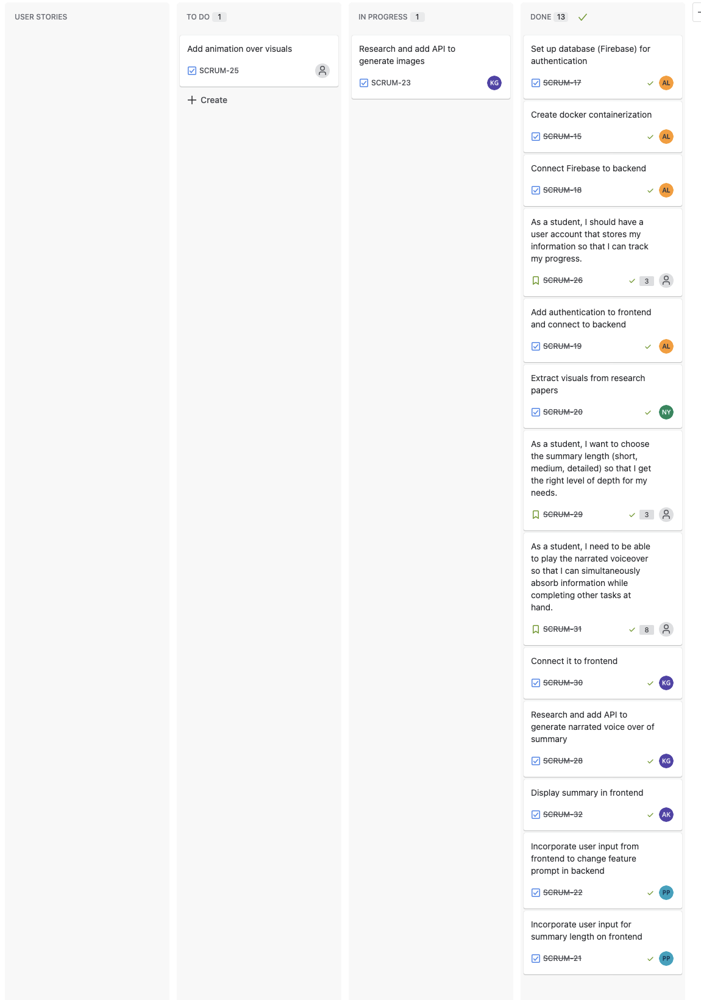 USER STORIES
TO DO 1
Add animation over visuals
SCRUM-25
Create
IN PROGRESS 1
Research and add API to
generate images
SCRUM-23 KG
DONE 13
Set up database (Firebase) for
authentication
SCRUM-17 AL
Create docker containerization
SCRUM-15 AL
Connect Firebase to backend
SCRUM-18 AL
As a student, I should have a
user account that stores my
information so that I can track
my progress.
SCRUM-26 3
Add authentication to frontend
and connect to backend
SCRUM-19 AL
Extract visuals from research
papers
SCRUM-20 NY
As a student, I want to choose
the summary length (short,
medium, detailed) so that I get
the right level of depth for my
needs.
SCRUM-29 3
As a student, I need to be able
to play the narrated voiceover
so that I can simultaneously
absorb information while
completing other tasks at
hand.
SCRUM-31 8
Connect it to frontend
SCRUM-30 KG
Research and add API to
generate narrated voice over of
summary
SCRUM-28 KG
Display summary in frontend
SCRUM-32 AK
Incorporate user input from
frontend to change feature
prompt in backend
SCRUM-22 PP
Incorporate user input for
summary length on frontend
SCRUM-21 PP